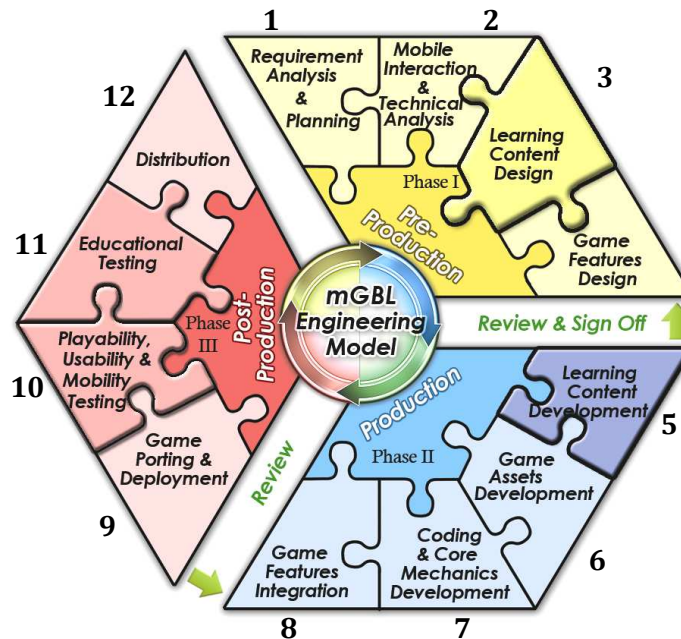 1
2
3
12
Requirement
Analysis
&
Planning
Mobile
Interaction
& Technical
Analysis
Learning
Content
Design
Game
Features
Design
Phase I
Pre-
Production
Distribution
11
Educational
Testing
Phase
III
Post-
Production
mGBL
Engineering
Model
Review & Sign Off
10
Playability,
Usability &
Mobility
Testing
Game
Porting &
Deployment
9
Review
Production
Phase II
Learning
Content
Development
5
Game
Assets
Development
6
Coding
& Core
Mechanics
Development
7
Game
Features
Integration
8